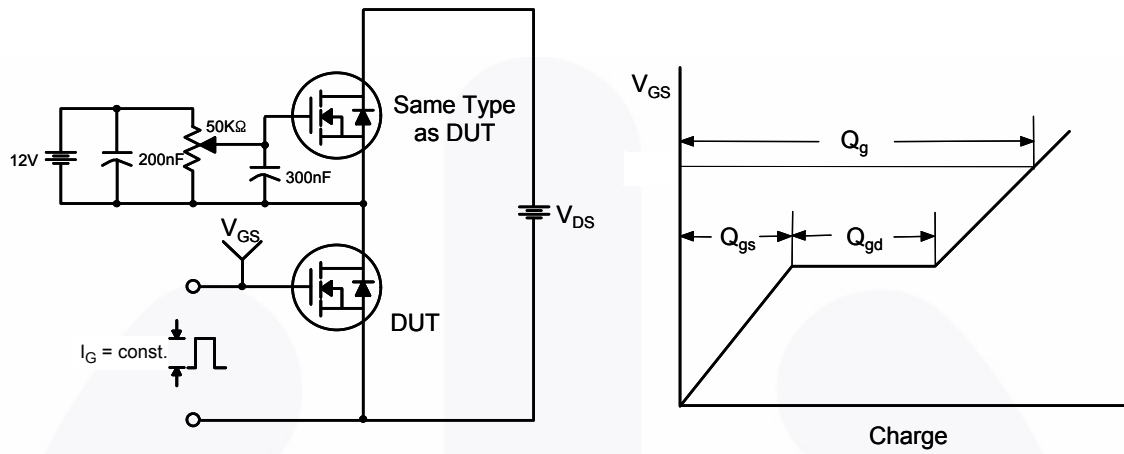 Same Type
as DUT
50KΩ
12V
200nF
300nF
V_DS
V_GS
DUT
I_G = const.
V_GS
Q_g
Q_gs
Q_gd
Charge